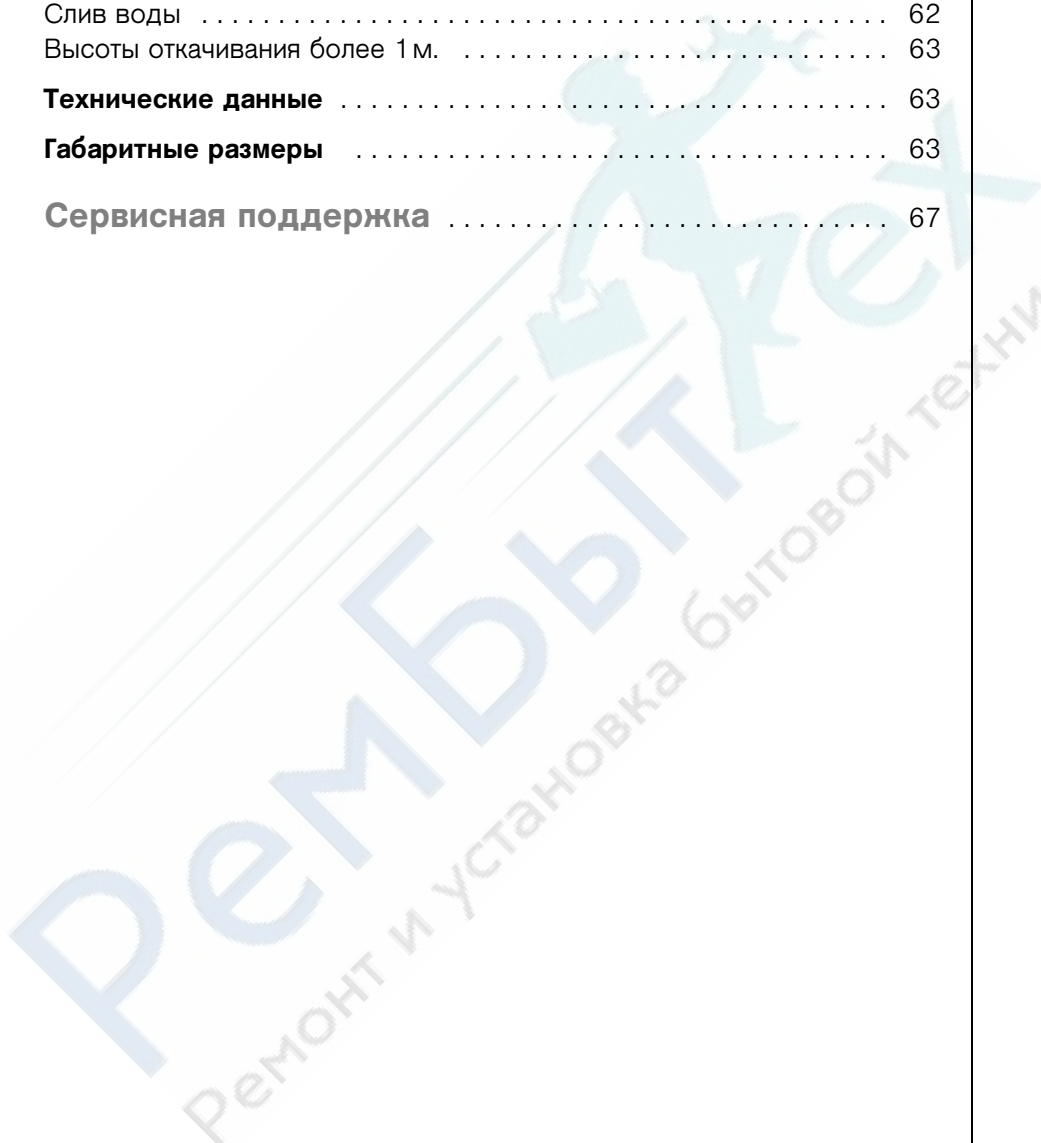 Слив воды . . . . . . . . . . . . . . . . . . . . . . . . . . . . . . . . . . . . . . . . . . . 62
Высоты откачивания более 1 м. . . . . . . . . . . . . . . . . . . . . . . . . . . . 63
Технические данные . . . . . . . . . . . . . . . . . . . . . . . . . . . . . . . . . . 63
Габаритные размеры . . . . . . . . . . . . . . . . . . . . . . . . . . . . . . . . . 63
Сервисная поддержка . . . . . . . . . . . . . . . . . . . . . . . . . . . 67
РемБытТех
Ремонт и установка бытовой техни